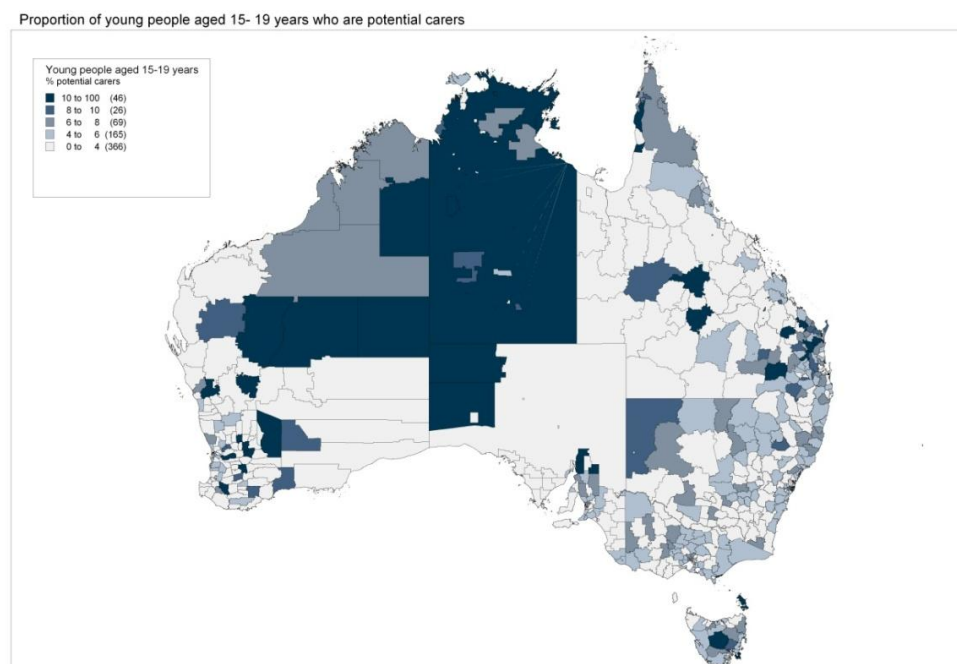 Proportion of young people aged 15- 19 years who are potential carers
Young people aged 15-19 years
% potential carers
10 to 100 (46)
8 to 10 (26)
6 to 8 (69)
4 to 6 (165)
0 to 4 (366)